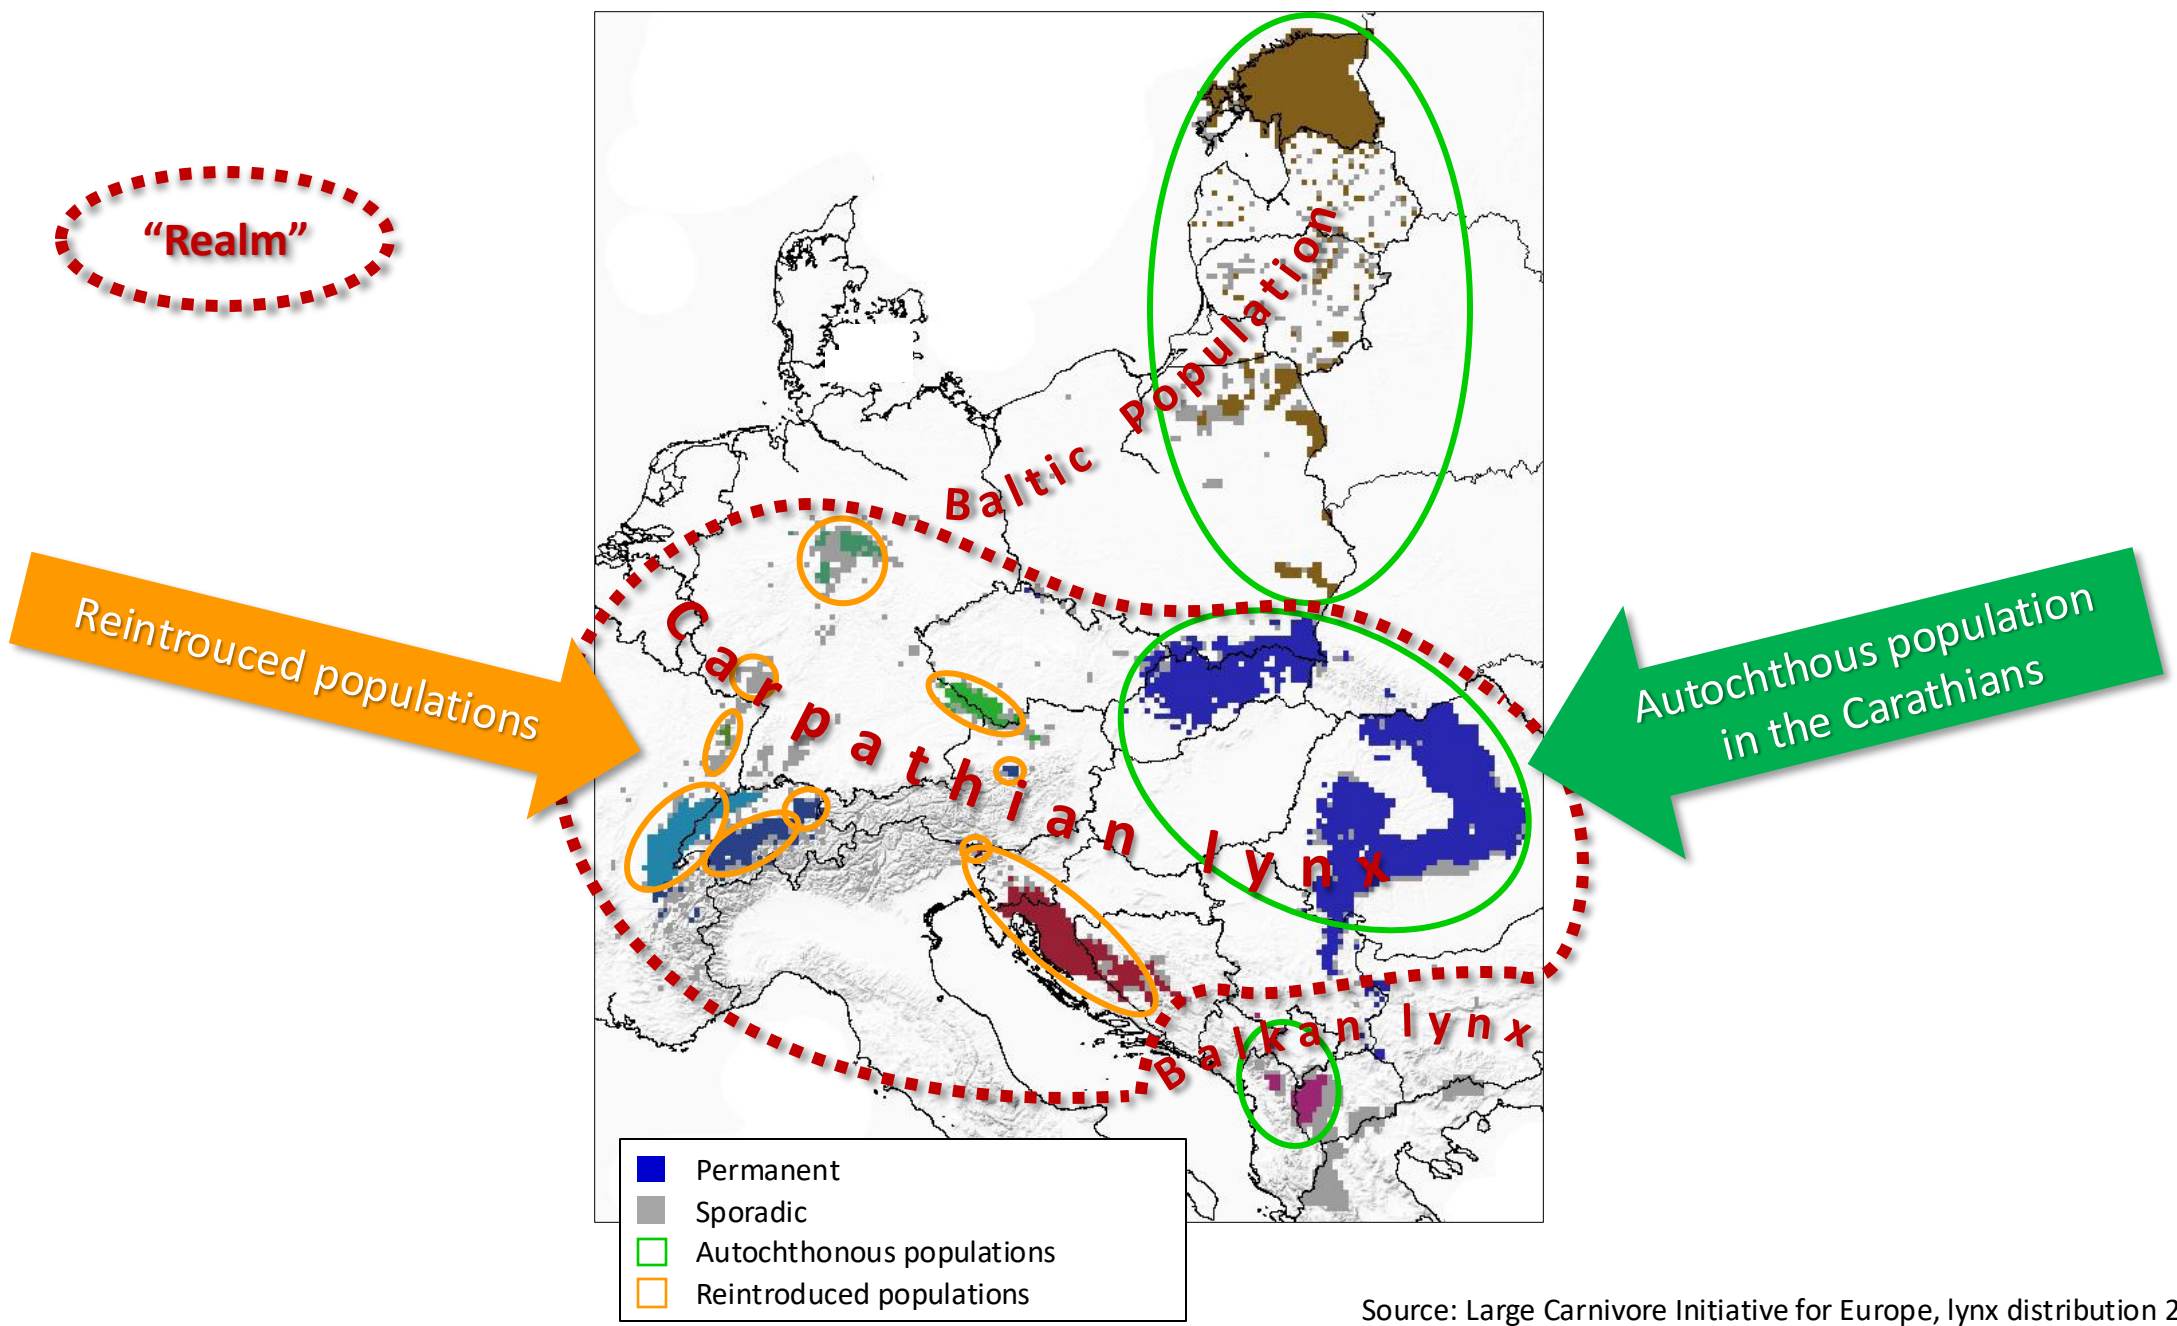 “Realm”
Baltic Population
Reintrouced populations
Carpathian lynx
Autochthous population
in the Carathians
Balkan lynx
Permanent
Sporadic
Autochthonous populations
Reintroduced populations
Source: Large Carnivore Initiative for Europe, lynx distribution 2